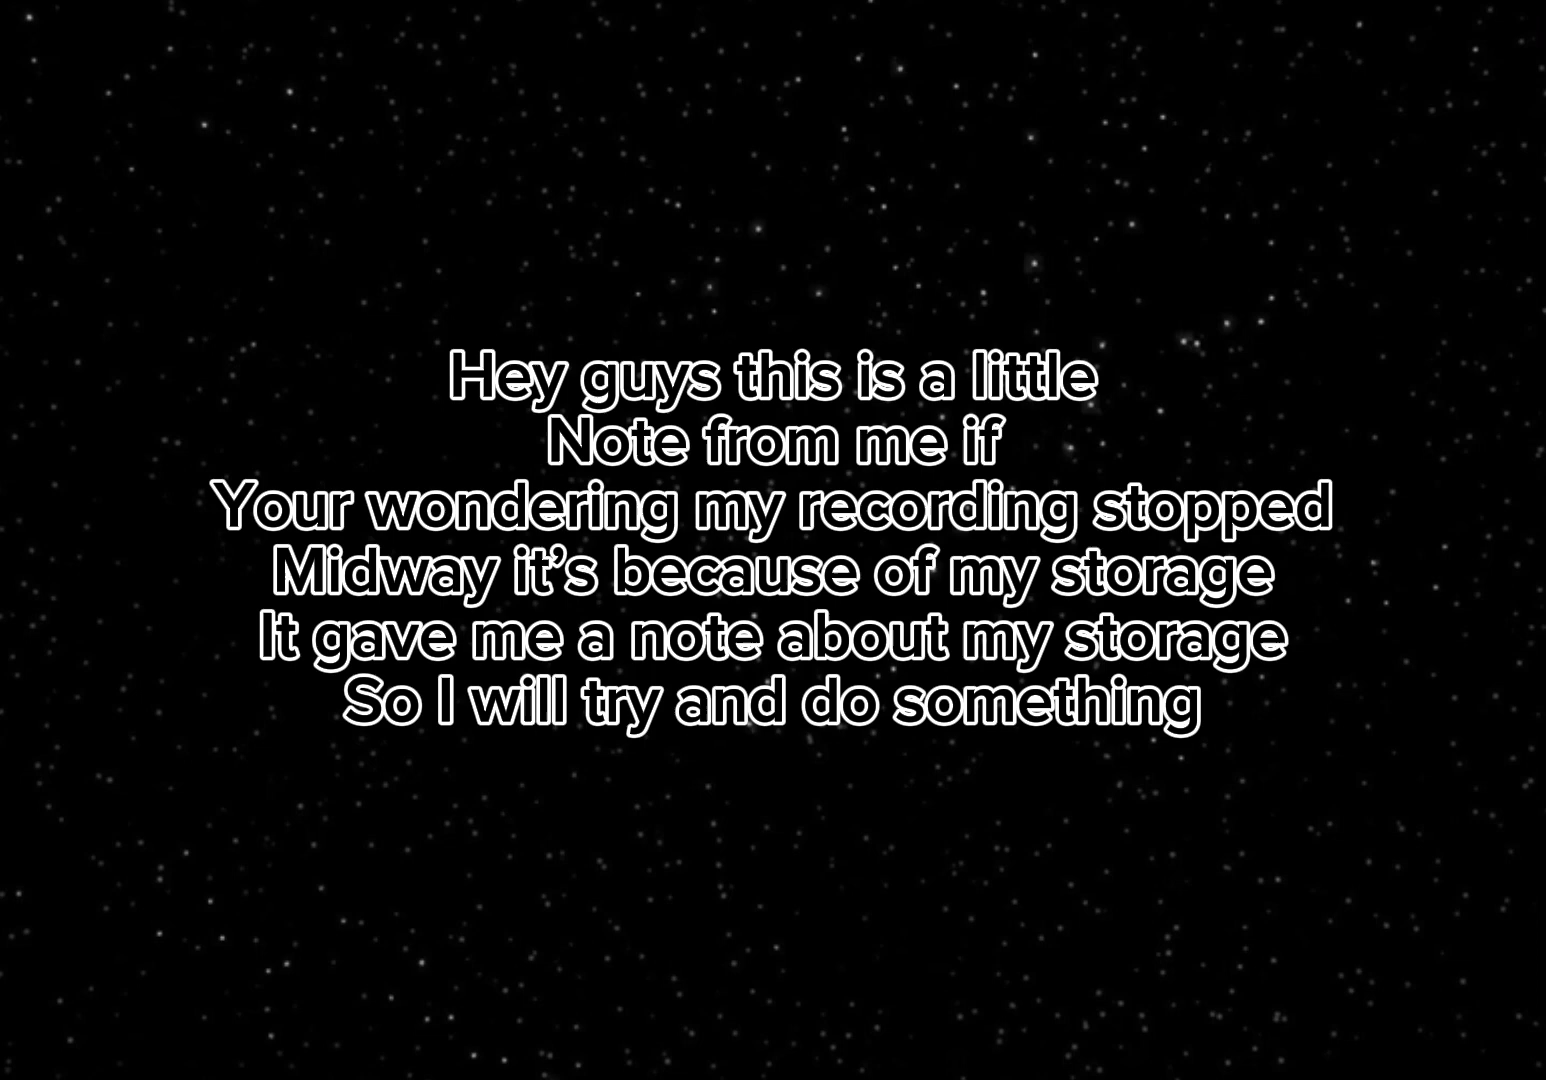 Hey guys this is a little
Note from me if
Your wondering my recording stopped
Midway it’s because of my storage
It gave me a note about my storage
So I will try and do something